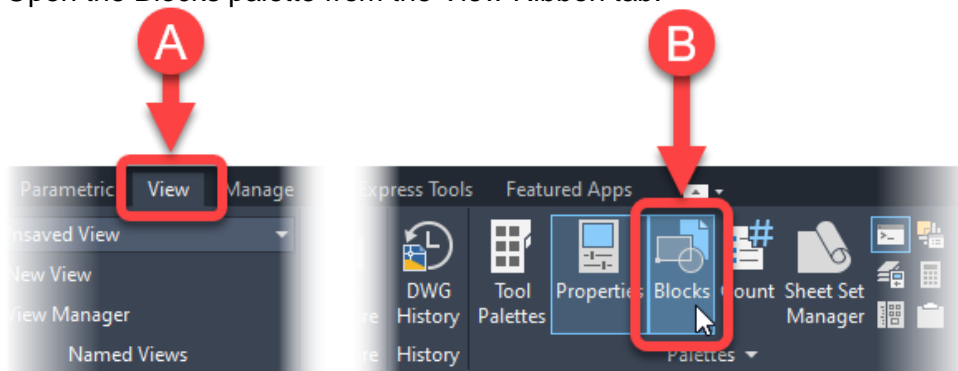 Open the Blocks palette from the View Ribbon tab.
A
B
Parametric View Manage
Express Tools Featured Apps
Unsaved View
New View
View Manager
Named Views
DWG
History
History
Tool
Palettes
Properties
Blocks
Count
Sheet Set
Manager
Palettes